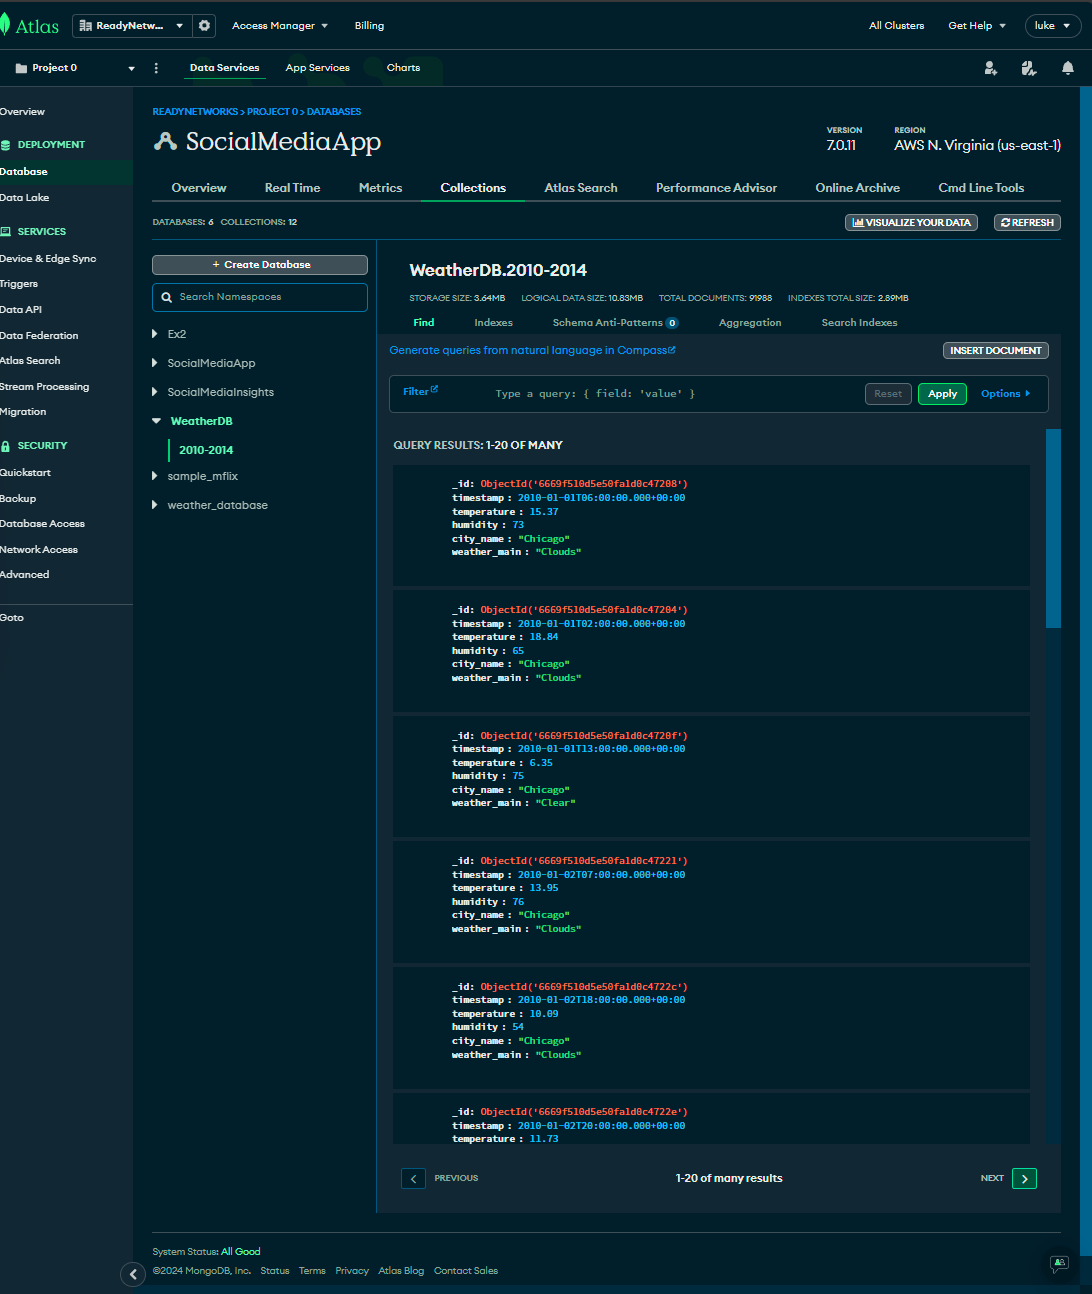 Atlas
ReadyNetw...
Access Manager
Billing
All Clusters
Get Help
luke
Project 0
Data Services
App Services
Charts
Overview
DEPLOYMENT
Database
Data Lake
SERVICES
Device & Edge Sync
Triggers
Data API
Data Federation
Atlas Search
Stream Processing
Migration
SECURITY
Quickstart
Backup
Database Access
Network Access
Advanced
Goto
READYNETWORKS > PROJECT 0 > DATABASES
SocialMediaApp
VERSION
7.0.11
REGION
AWS N. Virginia (us-east-1)
Overview
Real Time
Metrics
Collections
Atlas Search
Performance Advisor
Online Archive
Cmd Line Tools
DATABASES: 6 COLLECTIONS: 12
VISUALIZE YOUR DATA
REFRESH
+ Create Database
Search Namespaces
Ex2
SocialMediaApp
SocialMediaInsights
WeatherDB
2010-2014
sample_mflix
weather_database
WeatherDB.2010-2014
STORAGE SIZE: 3.64MB LOGICAL DATA SIZE: 10.83MB TOTAL DOCUMENTS: 91988 INDEXES TOTAL SIZE: 2.89MB
Find
Indexes
Schema Anti-Patterns 0
Aggregation
Search Indexes
Generate queries from natural language in Compass
INSERT DOCUMENT
Filter
Type a query: { field: 'value' }
Reset
Apply
Options
QUERY RESULTS: 1-20 OF MANY
_id: ObjectId('6669f510d5e50fa1d0c47208')
timestamp : 2010-01-01T06:00:00.000+00:00
temperature : 15.37
humidity : 73
city_name : "Chicago"
weather_main : "Clouds"
_id: ObjectId('6669f510d5e50fa1d0c47204')
timestamp : 2010-01-01T02:00:00.000+00:00
temperature : 18.84
humidity : 65
city_name : "Chicago"
weather_main : "Clouds"
_id: ObjectId('6669f510d5e50fa1d0c4720f')
timestamp : 2010-01-01T13:00:00.000+00:00
temperature : 6.35
humidity : 75
city_name : "Chicago"
weather_main : "Clear"
_id: ObjectId('6669f510d5e50fa1d0c47221')
timestamp : 2010-01-02T07:00:00.000+00:00
temperature : 13.95
humidity : 76
city_name : "Chicago"
weather_main : "Clouds"
_id: ObjectId('6669f510d5e50fa1d0c4722c')
timestamp : 2010-01-02T18:00:00.000+00:00
temperature : 10.09
humidity : 54
city_name : "Chicago"
weather_main : "Clouds"
_id: ObjectId('6669f510d5e50fa1d0c4722e')
timestamp : 2010-01-02T20:00:00.000+00:00
temperature : 11.73
PREVIOUS
1-20 of many results
NEXT
System Status: All Good
©2024 MongoDB, Inc. Status Terms Privacy Atlas Blog Contact Sales